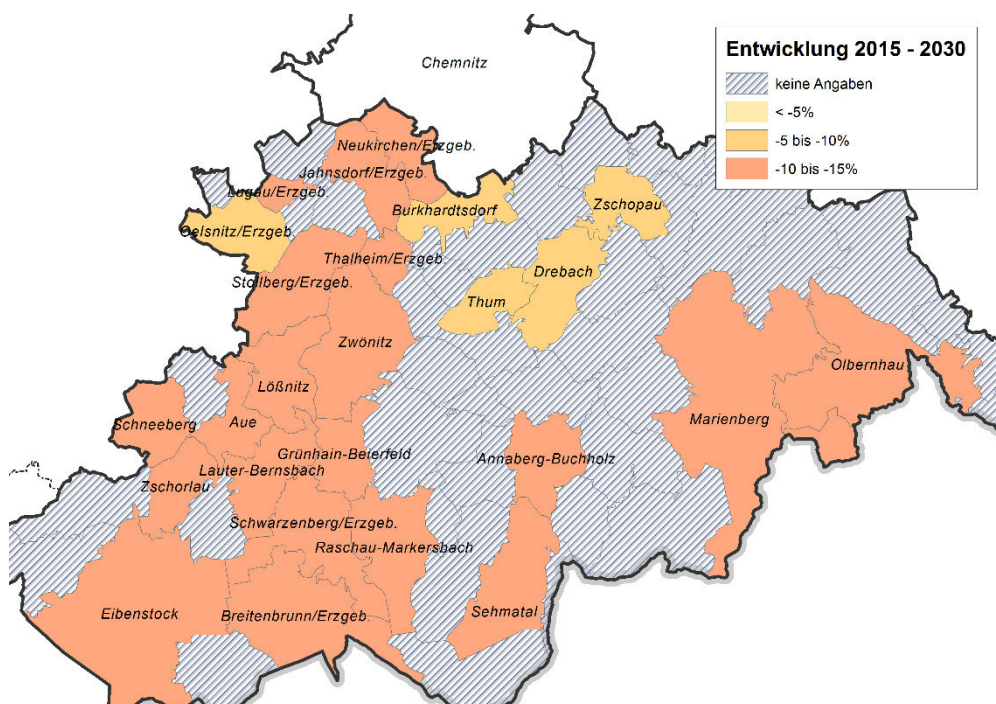 Entwicklung 2015 - 2030
keine Angaben
< -5%
-5 bis -10%
-10 bis -15%
Chemnitz
Neukirchen/Erzgeb.
Jahnsdorf/Erzgeb.
Lugau/Erzgeb.
Burkhardtsdorf
Zschopau
Oelsnitz/Erzgeb.
Thalheim/Erzgeb.
Drebach
Stollberg/Erzgeb.
Thum
Zwönitz
Olbernhau
Lößnitz
Marienberg
Schneeberg
Aue
Grünhain-Beierfeld
Annaberg-Buchholz
Lauter-Bernsbach
Zschorlau
Schwarzenberg/Erzgeb.
Raschau-Markersbach
Eibenstock
Breitenbrunn/Erzgeb.
Sehmatal